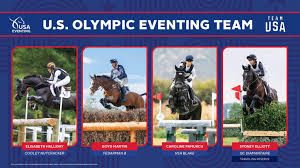 USA
EVENTING
U.S. OLYMPIC EVENTING TEAM
TEAM
USA
ELISABETH HALLIDAY
COOLEY NUTCRACKER
BOYD MARTIN
FEDARMAN B
CAROLINE PAMUKCU
HSH BLAKE
SYDNEY ELLIOTT
QC DIAMANTAIRE